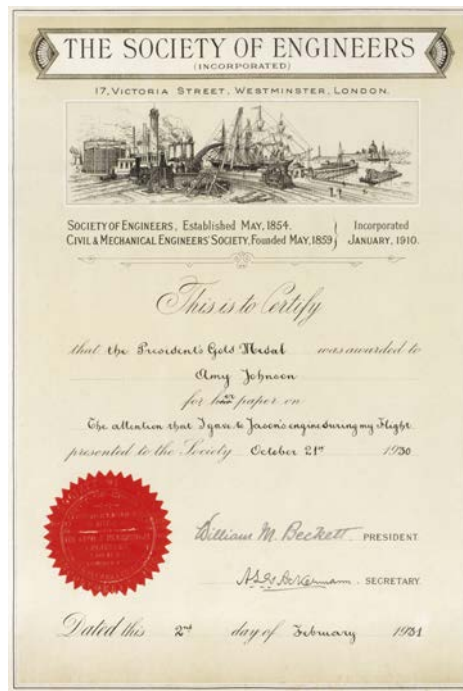 THE SOCIETY OF ENGINEERS
(INCORPORATED)
17, VICTORIA STREET, WESTMINSTER, LONDON.
SOCIETY OF ENGINEERS, Established MAY, 1854.
CIVIL & MECHANICAL ENGINEERS' SOCIETY, Founded MAY, 1859 } Incorporated JANUARY, 1910.
This is to Certify
that the President's Gold Medal was awarded to
Amy Johnson
for her paper on
The attention that I gave to Jason's engine during my Flight
presented to the Society October 21st 1930
William M. Beckett. PRESIDENT
Ackermann. SECRETARY
Dated this 2nd day of February 1931